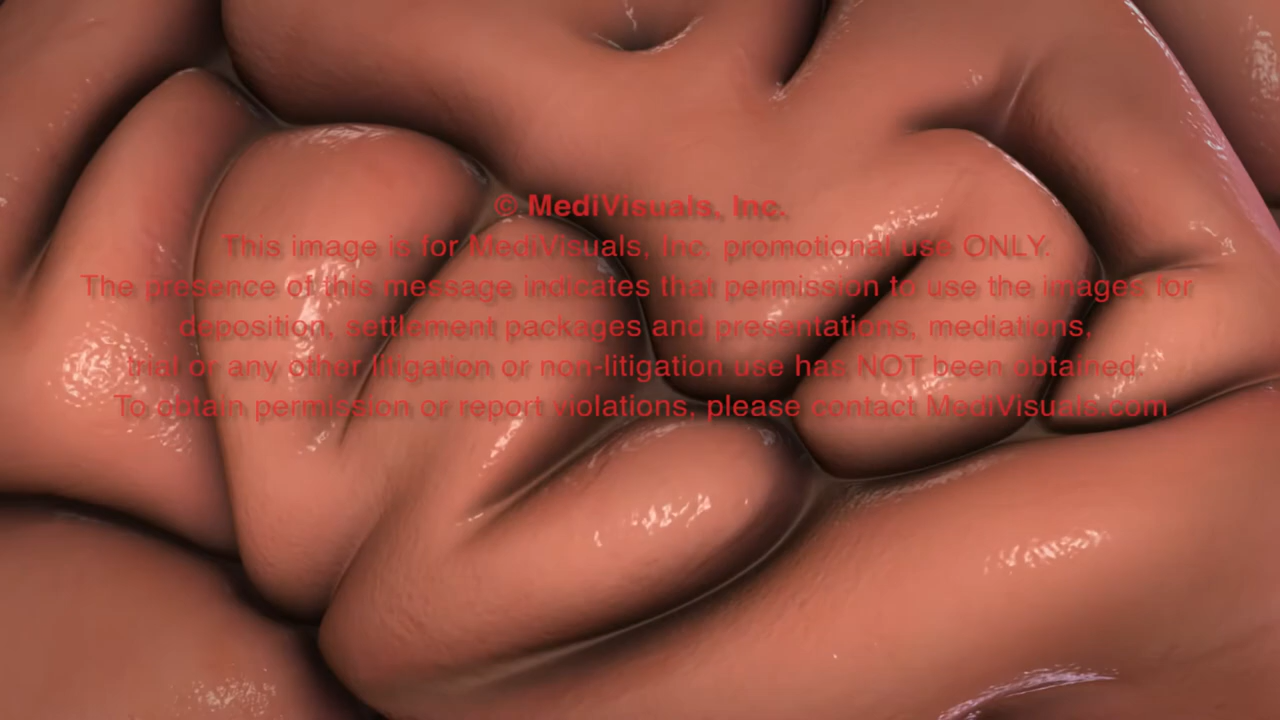 © MediVisuals, Inc.
This image is for MediVisuals, Inc. promotional use ONLY.
The presence of this message indicates that permission to use the images for
deposition, settlement packages and presentations, mediations,
trial or any other litigation or non-litigation use has NOT been obtained.
To obtain permission or report violations, please contact MediVisuals.com